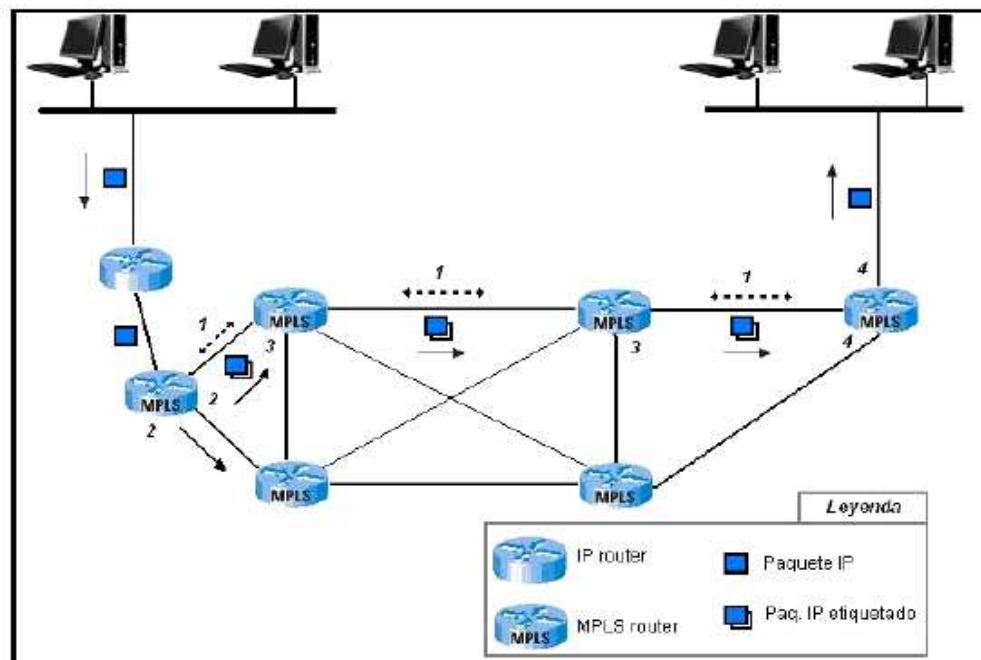 1
1
4
1
MPLS
MPLS
MPLS
3
3
4
MPLS
2
2
MPLS
MPLS
Leyenda
IP router
Paquete IP
MPLS
MPLS router
Paq. IP etiquetado